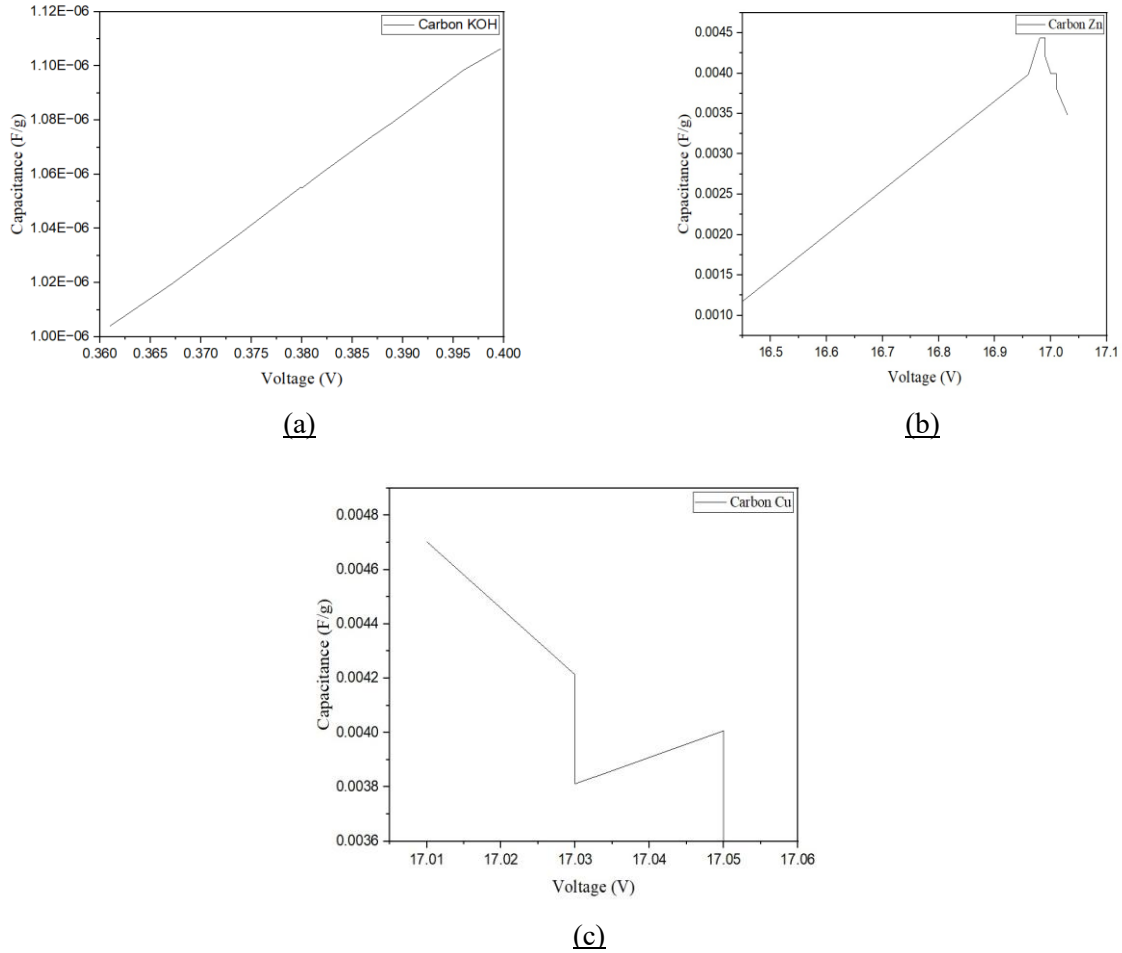 Carbon KOH
1.12E-06
1.10E-06
1.08E-06
1.06E-06
1.04E-06
1.02E-06
1.00E-06
Capacitance (F/g)
0.360 0.365 0.370 0.375 0.380 0.385 0.390 0.395 0.400
Voltage (V)
(a)
Carbon Zn
0.0045
0.0040
0.0035
0.0030
0.0025
0.0020
0.0015
0.0010
Capacitance (F/g)
16.5 16.6 16.7 16.8 16.9 17.0 17.1
Voltage (V)
(b)
Carbon Cu
0.0048
0.0046
0.0044
0.0042
0.0040
0.0038
0.0036
Capacitance (F/g)
17.01 17.02 17.03 17.04 17.05 17.06
Voltage (V)
(c)